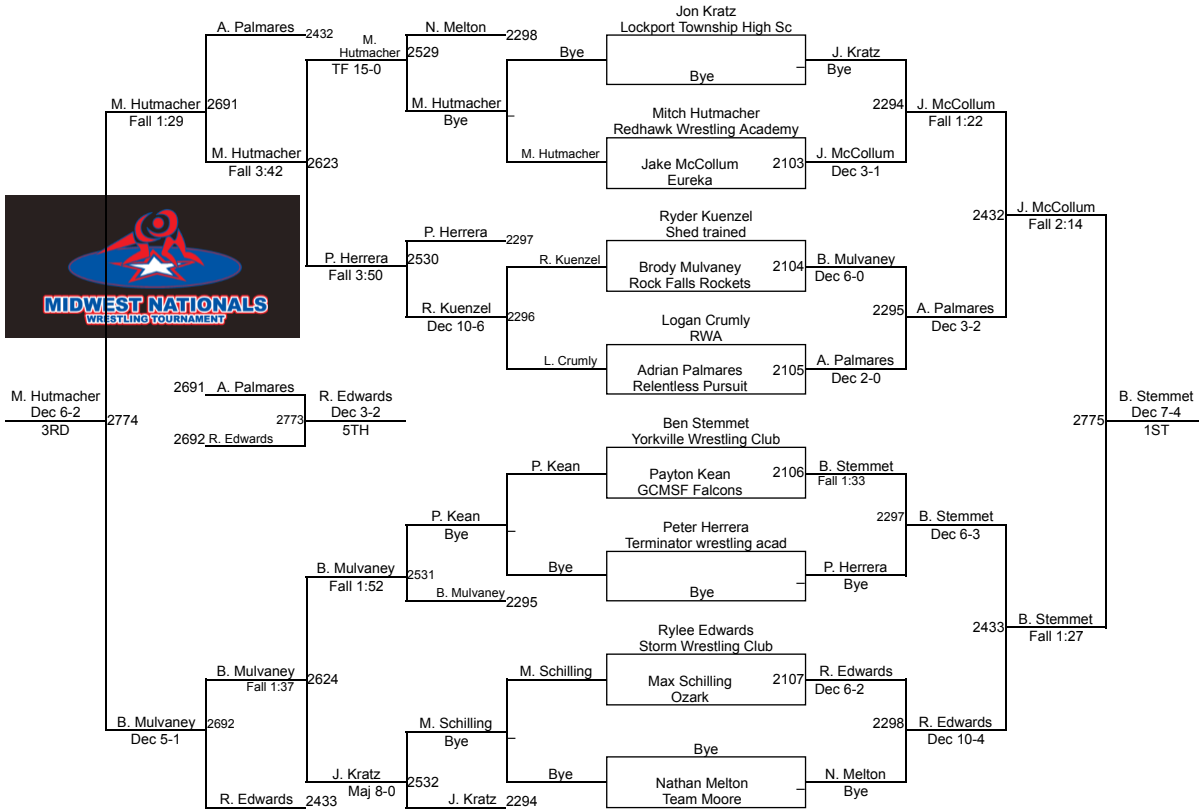 Jon Kratz
Lockport Township High Sc
A. Palmares
2432
M.
Hutmacher
2529
TF 15-0
N. Melton
2298
Bye
Bye
J. Kratz
Bye
M. Hutmacher
2691
Fall 1:29
M. Hutmacher
Bye
Mitch Hutmacher
Redhawk Wrestling Academy
2294
J. McCollum
Fall 1:22
M. Hutmacher
2623
Fall 3:42
M. Hutmacher
Jake McCollum
Eureka
2103
J. McCollum
Dec 3-1
MIDWEST NATIONALS
WRESTLING TOURNAMENT
Ryder Kuenzel
Shed trained
2432
J. McCollum
Fall 2:14
P. Herrera
2530
Fall 3:50
P. Herrera
2297
R. Kuenzel
Brody Mulvaney
Rock Falls Rockets
2104
B. Mulvaney
Dec 6-0
R. Kuenzel
2296
Dec 10-6
Logan Crumly
RWA
2295
A. Palmares
Dec 3-2
L. Crumly
Adrian Palmares
Relentless Pursuit
2105
A. Palmares
Dec 2-0
M. Hutmacher
Dec 6-2
3RD
2774
2691
A. Palmares
2773
2692
R. Edwards
R. Edwards
Dec 3-2
5TH
2775
B. Stemmet
Dec 7-4
1ST
Ben Stemmet
Yorkville Wrestling Club
P. Kean
Payton Kean
GCMSF Falcons
2106
B. Stemmet
Fall 1:33
P. Kean
Bye
Peter Herrera
Terminator wrestling acad
2297
B. Stemmet
Dec 6-3
B. Mulvaney
2531
Fall 1:52
B. Mulvaney
2295
Bye
Bye
P. Herrera
Bye
Rylee Edwards
Storm Wrestling Club
2433
B. Stemmet
Fall 1:27
B. Mulvaney
2624
Fall 1:37
M. Schilling
Max Schilling
Ozark
2107
R. Edwards
Dec 6-2
B. Mulvaney
2692
Dec 5-1
M. Schilling
Bye
Bye
2298
R. Edwards
Dec 10-4
J. Kratz
2532
Maj 8-0
Bye
Nathan Melton
Team Moore
N. Melton
Bye
R. Edwards
2433
J. Kratz
2294